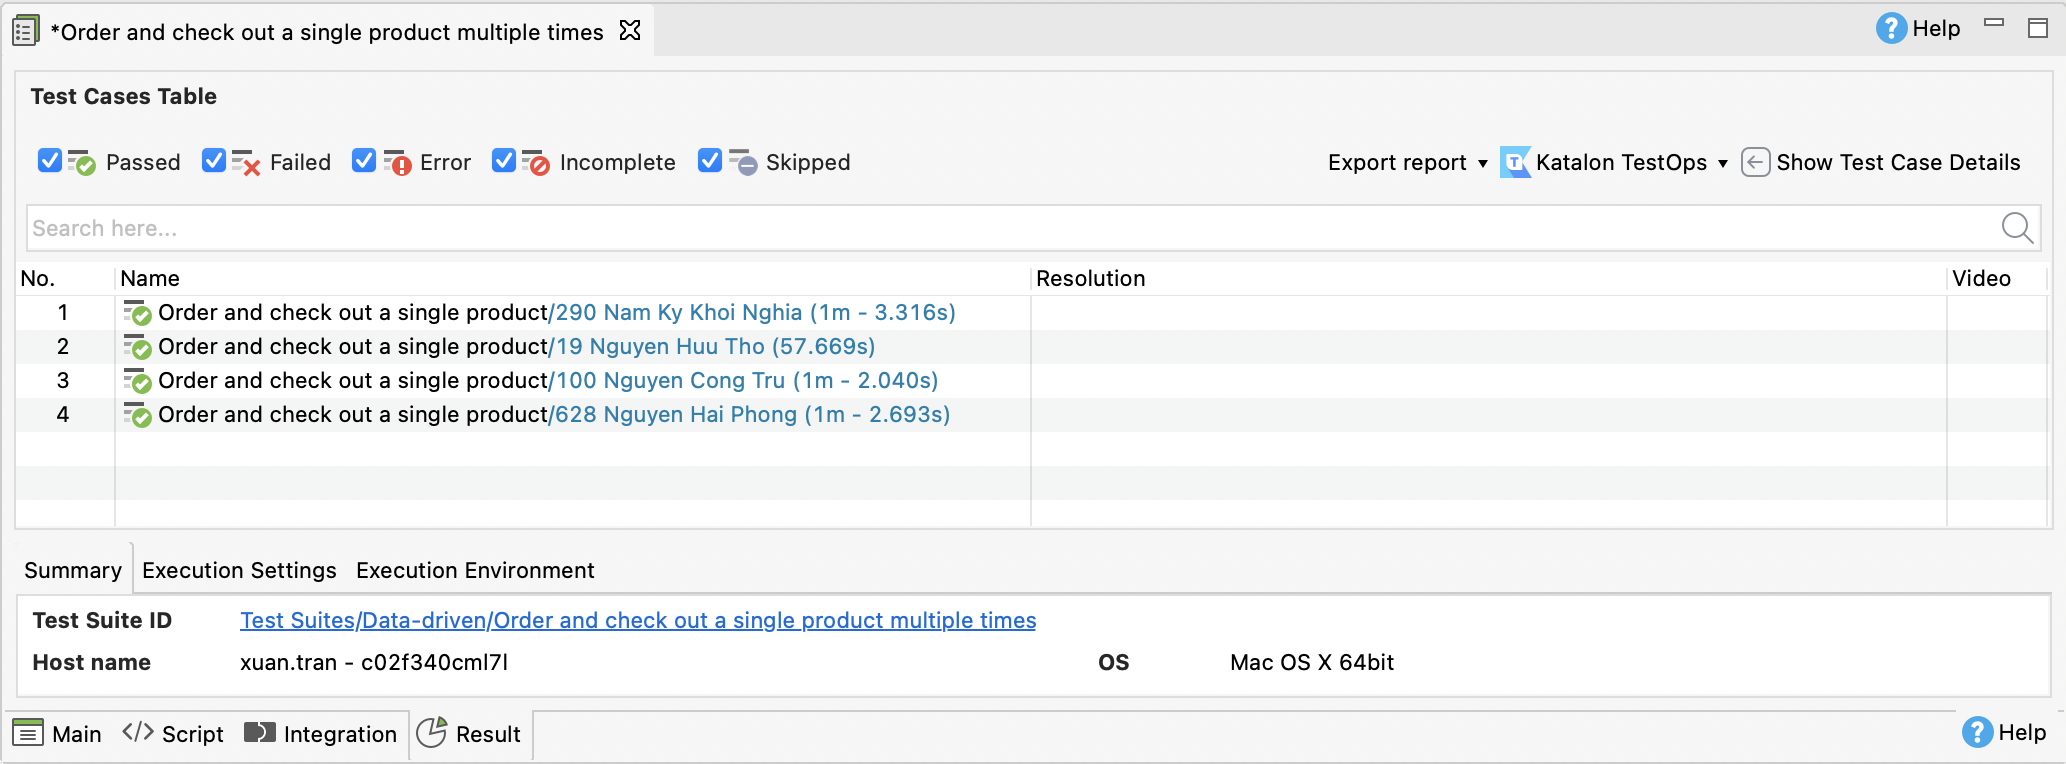 *Order and check out a single product multiple times
Help
Test Cases Table
Passed Failed Error Incomplete Skipped
Export report Katalon TestOps Show Test Case Details
Search here...
No. Name Resolution Video
1 Order and check out a single product/290 Nam Ky Khoi Nghia (1m - 3.316s)
2 Order and check out a single product/19 Nguyen Huu Tho (57.669s)
3 Order and check out a single product/100 Nguyen Cong Tru (1m - 2.040s)
4 Order and check out a single product/628 Nguyen Hai Phong (1m - 2.693s)
Summary Execution Settings Execution Environment
Test Suite ID Test Suites/Data-driven/Order and check out a single product multiple times
Host name xuan.tran - c02f340cml7l OS Mac OS X 64bit
Main Script Integration Result Help